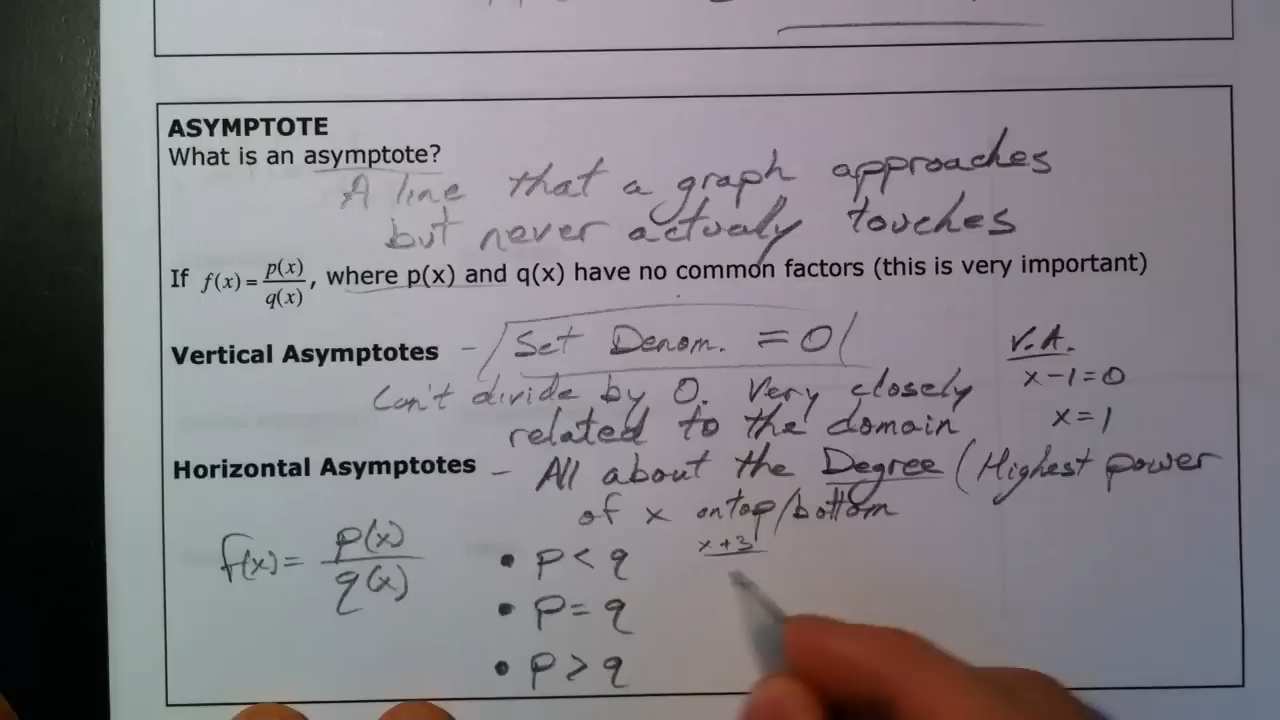 ASYMPTOTE
What is an asymptote?
A line that a graph approaches
but never actualy touches
If f(x) = p(x)/q(x), where p(x) and q(x) have no common factors (this is very important)
Vertical Asymptotes - Set Denom. = 0
V.A.
x-1=0
Can't divide by 0. Very closely
x=1
related to the domain
Horizontal Asymptotes - All about the Degree (Highest power
of x on top/bottom
x+3
f(x) = p(x)/q(x)
• p < q
• p = q
• p > q